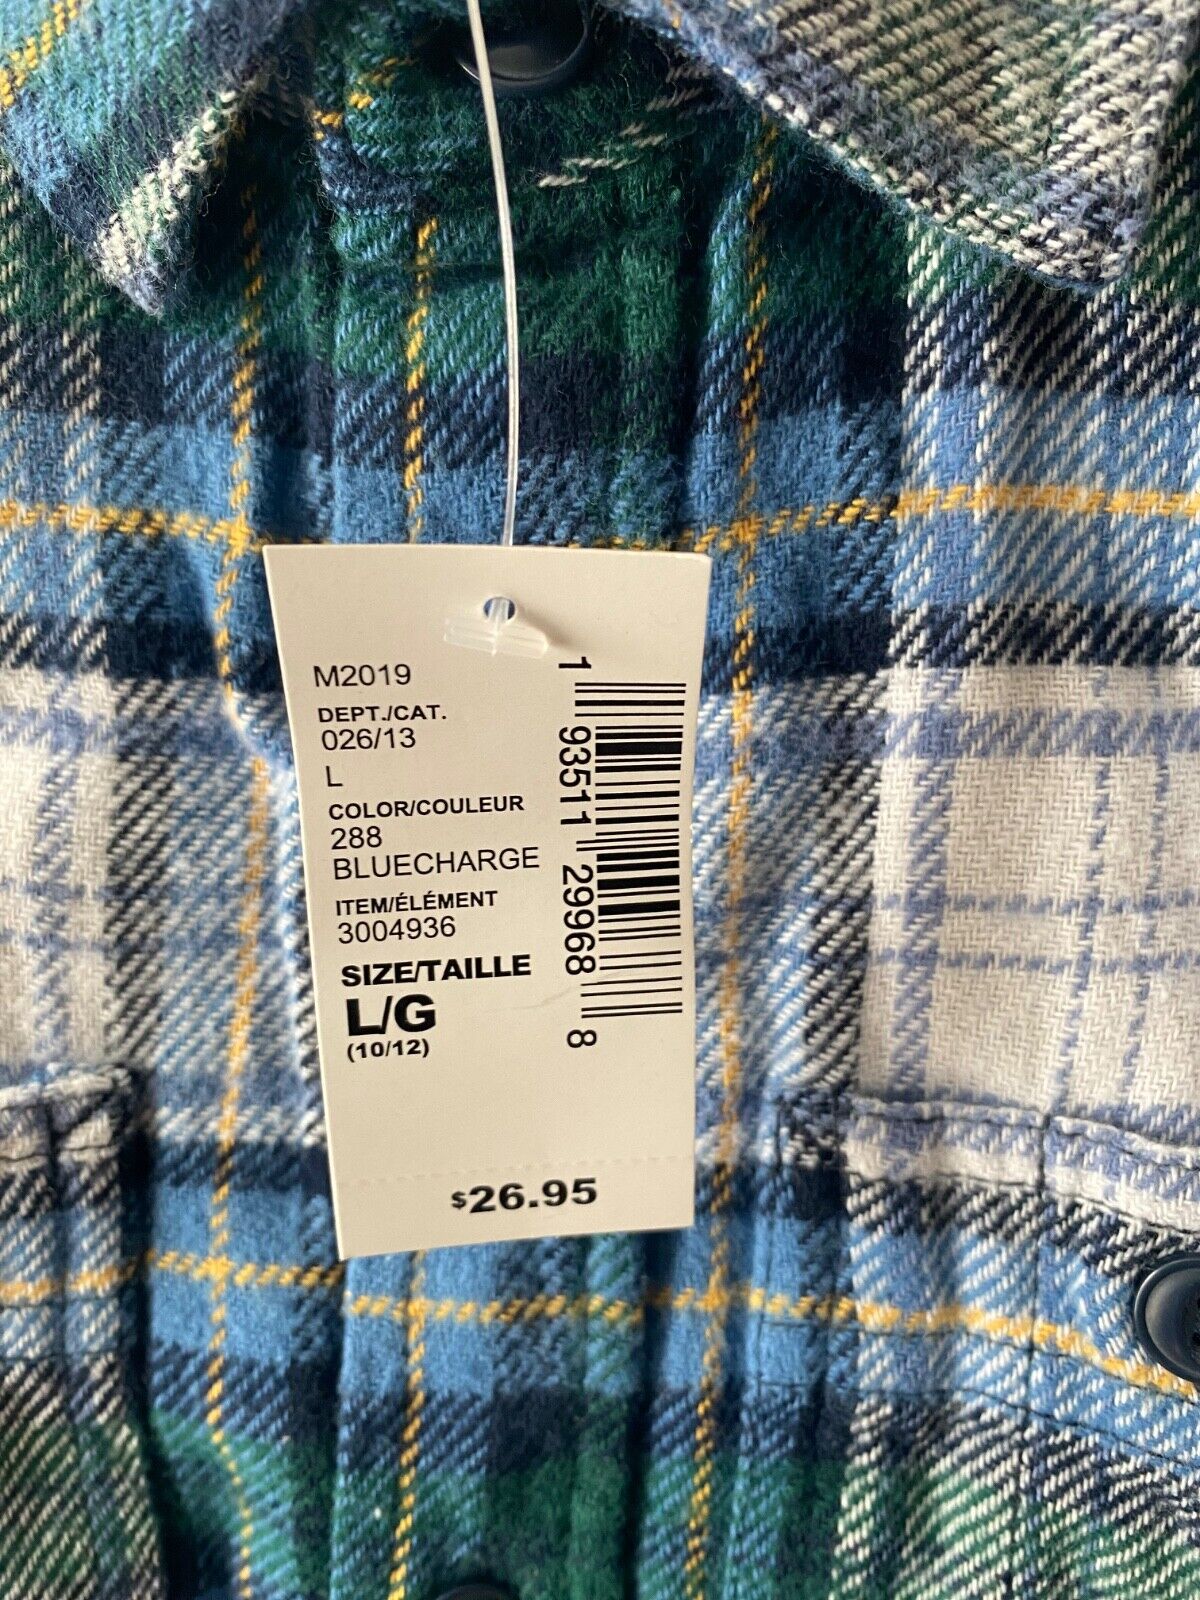 M2019
DEPT./CAT.
026/13
L
COLOR/COULEUR
288
BLUECHARGE
ITEM/ÉLÉMENT
3004936
SIZE/TAILLE
L/G
(10/12)
1 93511 29968 8
$26.95